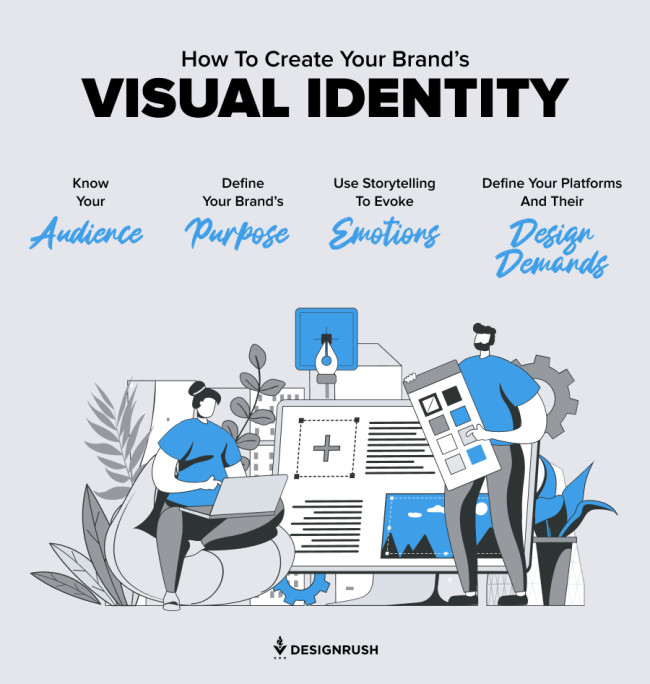 How To Create Your Brand's
VISUAL IDENTITY
Know
Your
Audience
Define
Your Brand's
Purpose
Use Storytelling
To Evoke
Emotions
Define Your Platforms
And Their
Design
Demands
DESIGNRUSH